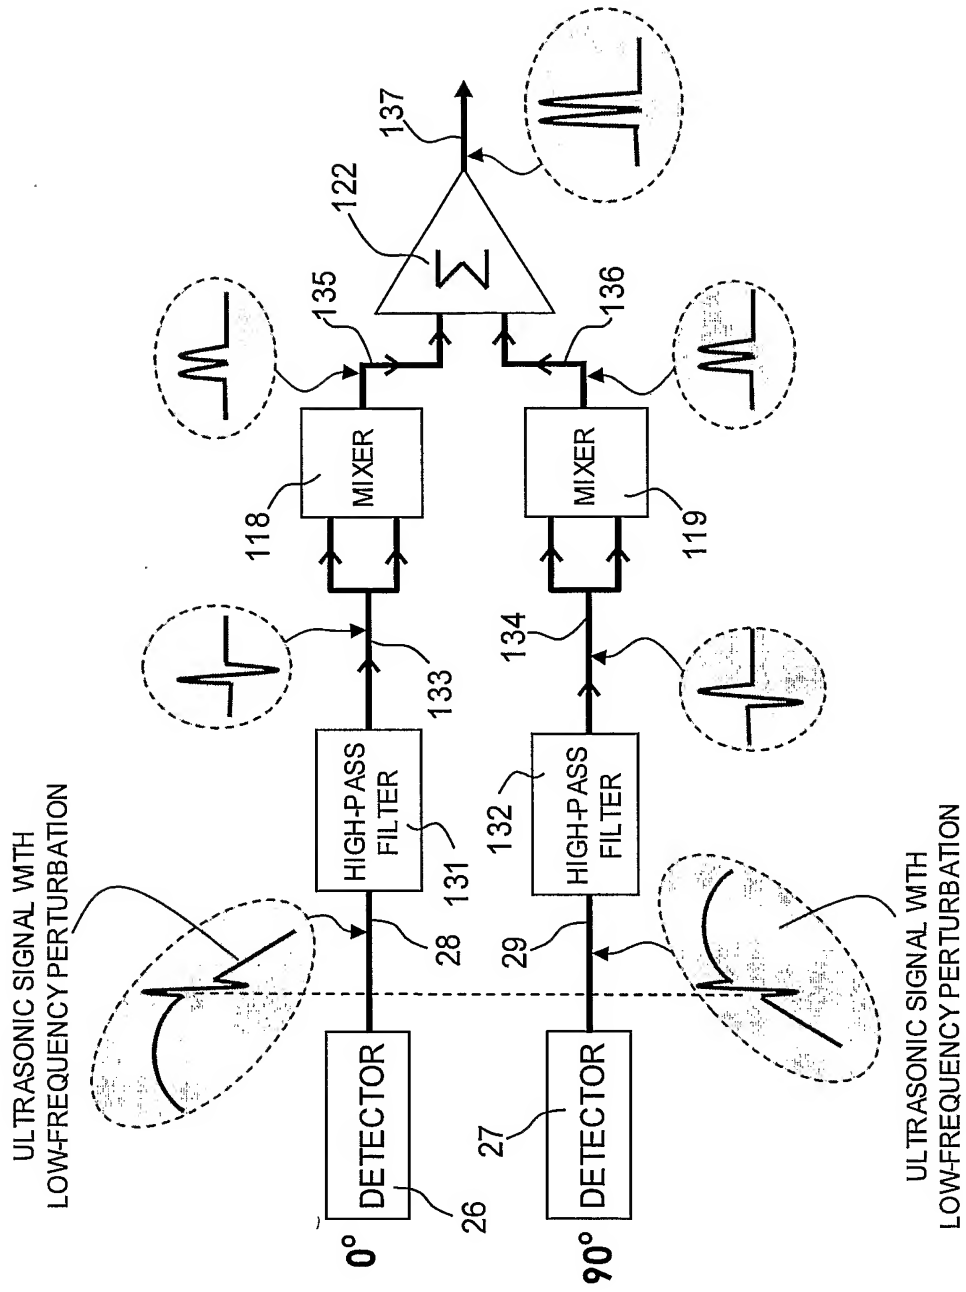 ULTRASONIC SIGNAL WITH
LOW-FREQUENCY PERTURBATION
0°
DETECTOR
26
28
HIGH-PASS
FILTER
131
133
118
MIXER
135
122
Σ
137
90°
DETECTOR
27
29
HIGH-PASS
FILTER
132
134
119
MIXER
136
ULTRASONIC SIGNAL WITH
LOW-FREQUENCY PERTURBATION